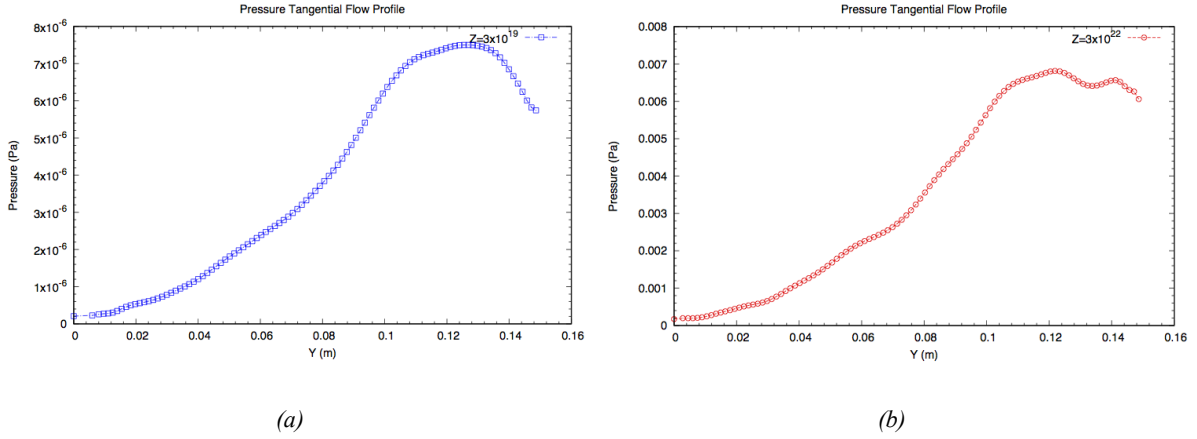 Pressure Tangential Flow Profile
8x10⁻⁶
7x10⁻⁶
6x10⁻⁶
5x10⁻⁶
4x10⁻⁶
3x10⁻⁶
2x10⁻⁶
1x10⁻⁶
0
Pressure (Pa)
Z=3x10¹⁹
0 0.02 0.04 0.06 0.08 0.1 0.12 0.14 0.16
Y (m)
(a)
Pressure Tangential Flow Profile
0.008
0.007
0.006
0.005
0.004
0.003
0.002
0.001
0
Pressure (Pa)
Z=3x10²²
0 0.02 0.04 0.06 0.08 0.1 0.12 0.14 0.16
Y (m)
(b)